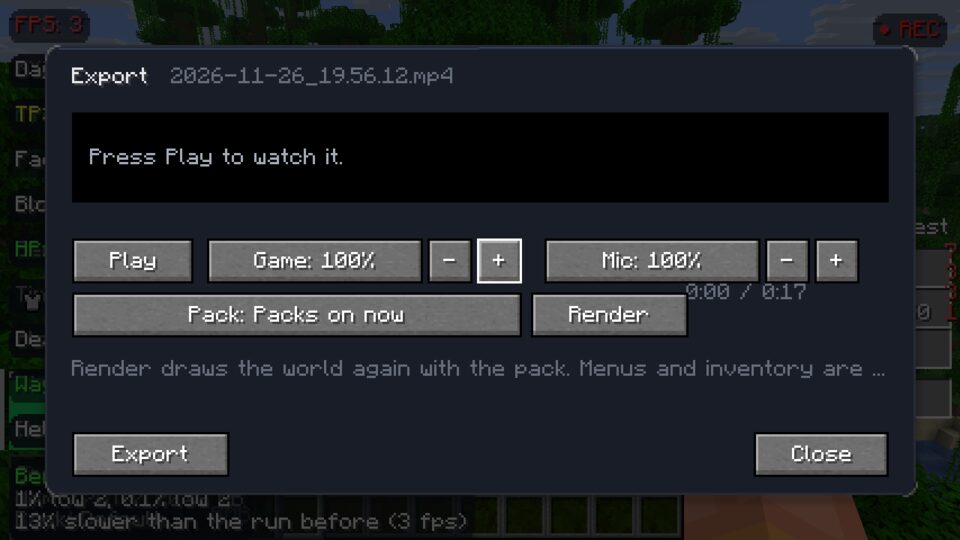 FPS: 3
REC
Export 2026-11-26_19.56.12.mp4
Press Play to watch it.
Play Game: 100% - + Mic: 100% - +
0:00 / 0:17
Pack: Packs on now Render
Render draws the world again with the pack. Menus and inventory are ...
Export Close
1% low 2, 0.1% low 2
13% slower than the run before (3 fps)